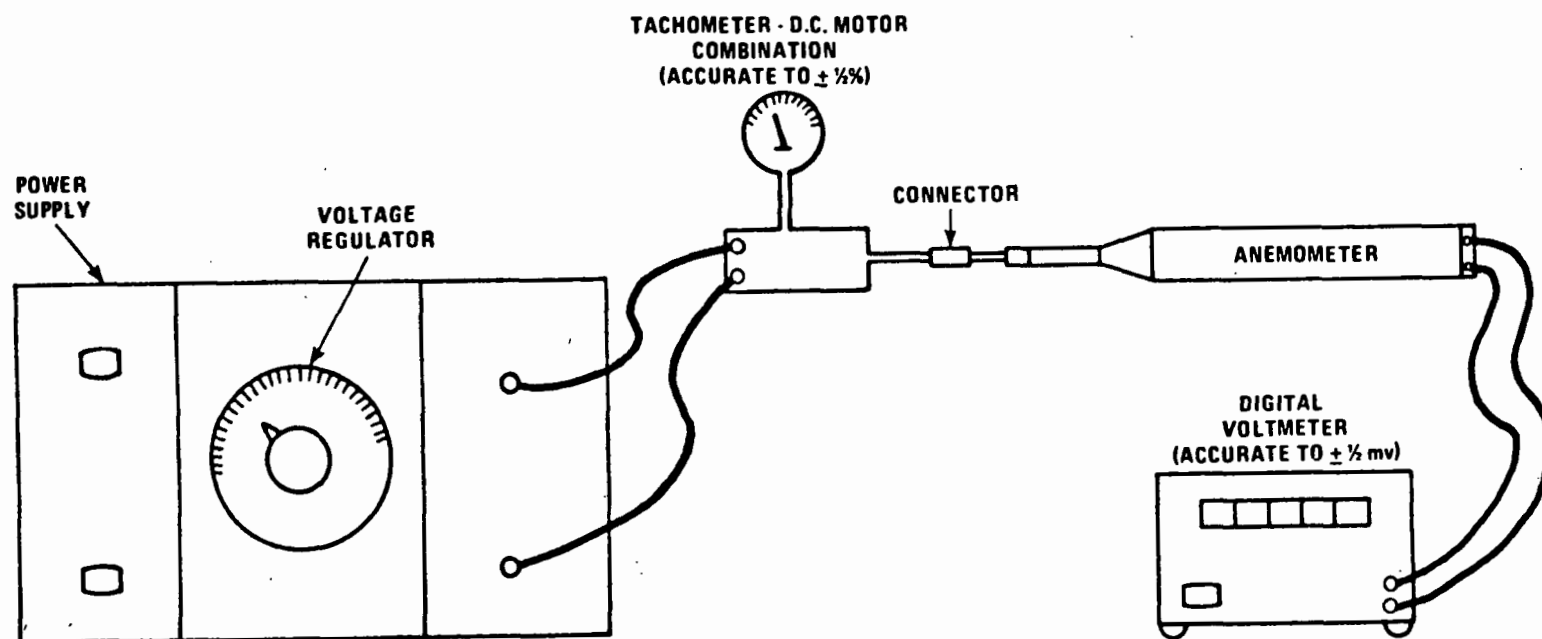 TACHOMETER - D.C. MOTOR
COMBINATION
(ACCURATE TO ± ½%)
POWER
SUPPLY
VOLTAGE
REGULATOR
CONNECTOR
ANEMOMETER
DIGITAL
VOLTMETER
(ACCURATE TO ± ½ mv)